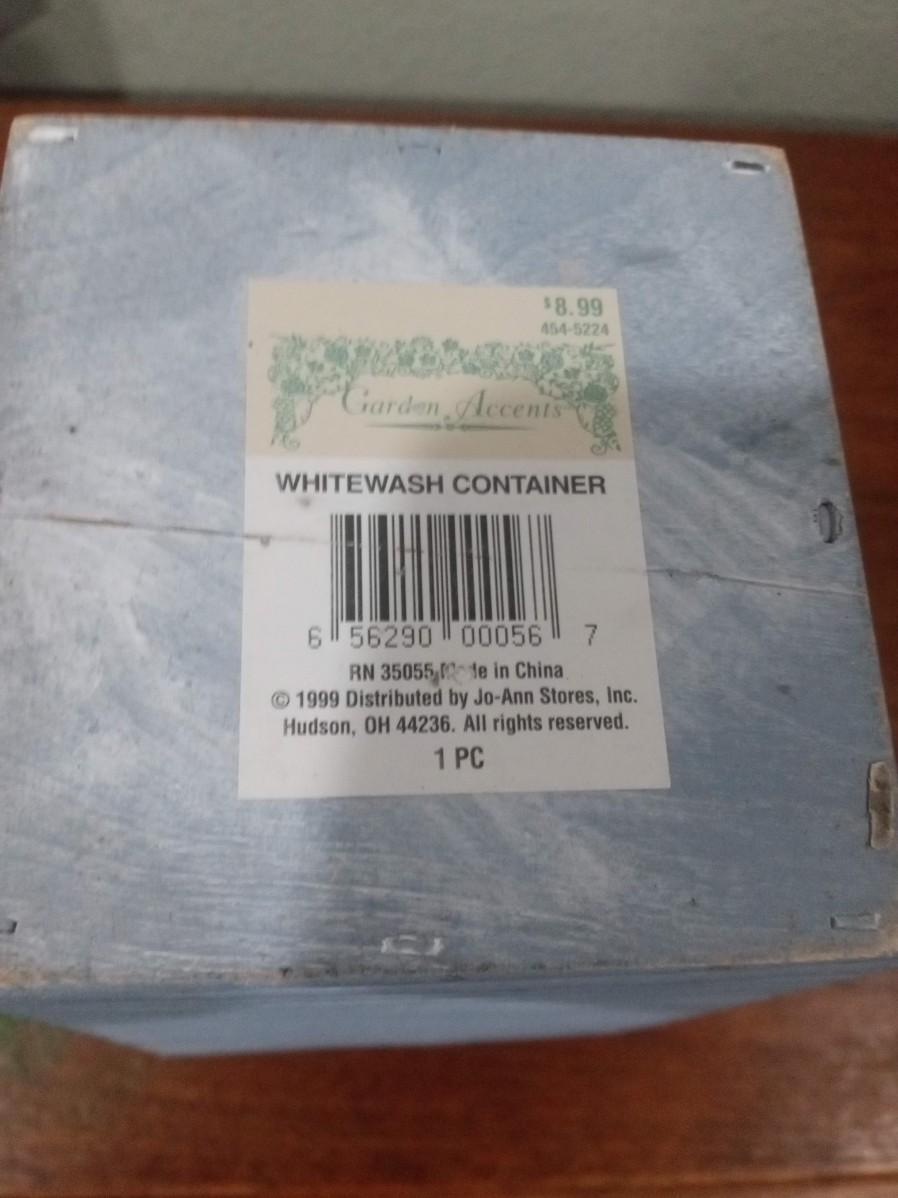 $8.99
454-5224
Garden Accents
WHITEWASH CONTAINER
6 56290 00056 7
RN 35055 in China
© 1999 Distributed by Jo-Ann Stores, Inc.
Hudson, OH 44236. All rights reserved.
1 PC